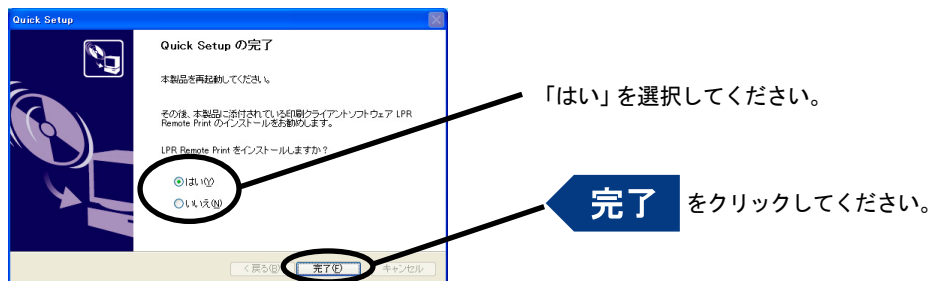 Quick Setup
Quick Setup の完了
本製品を再起動してください。
その後、本製品に添付されている印刷クライアントソフトウェア LPR
Remote Print のインストールをお勧めします。
LPR Remote Print をインストールしますか?
はい(Y)
いいえ(N)
< 戻る(B)
完了(F)
キャンセル
「はい」を選択してください。
完了 をクリックしてください。